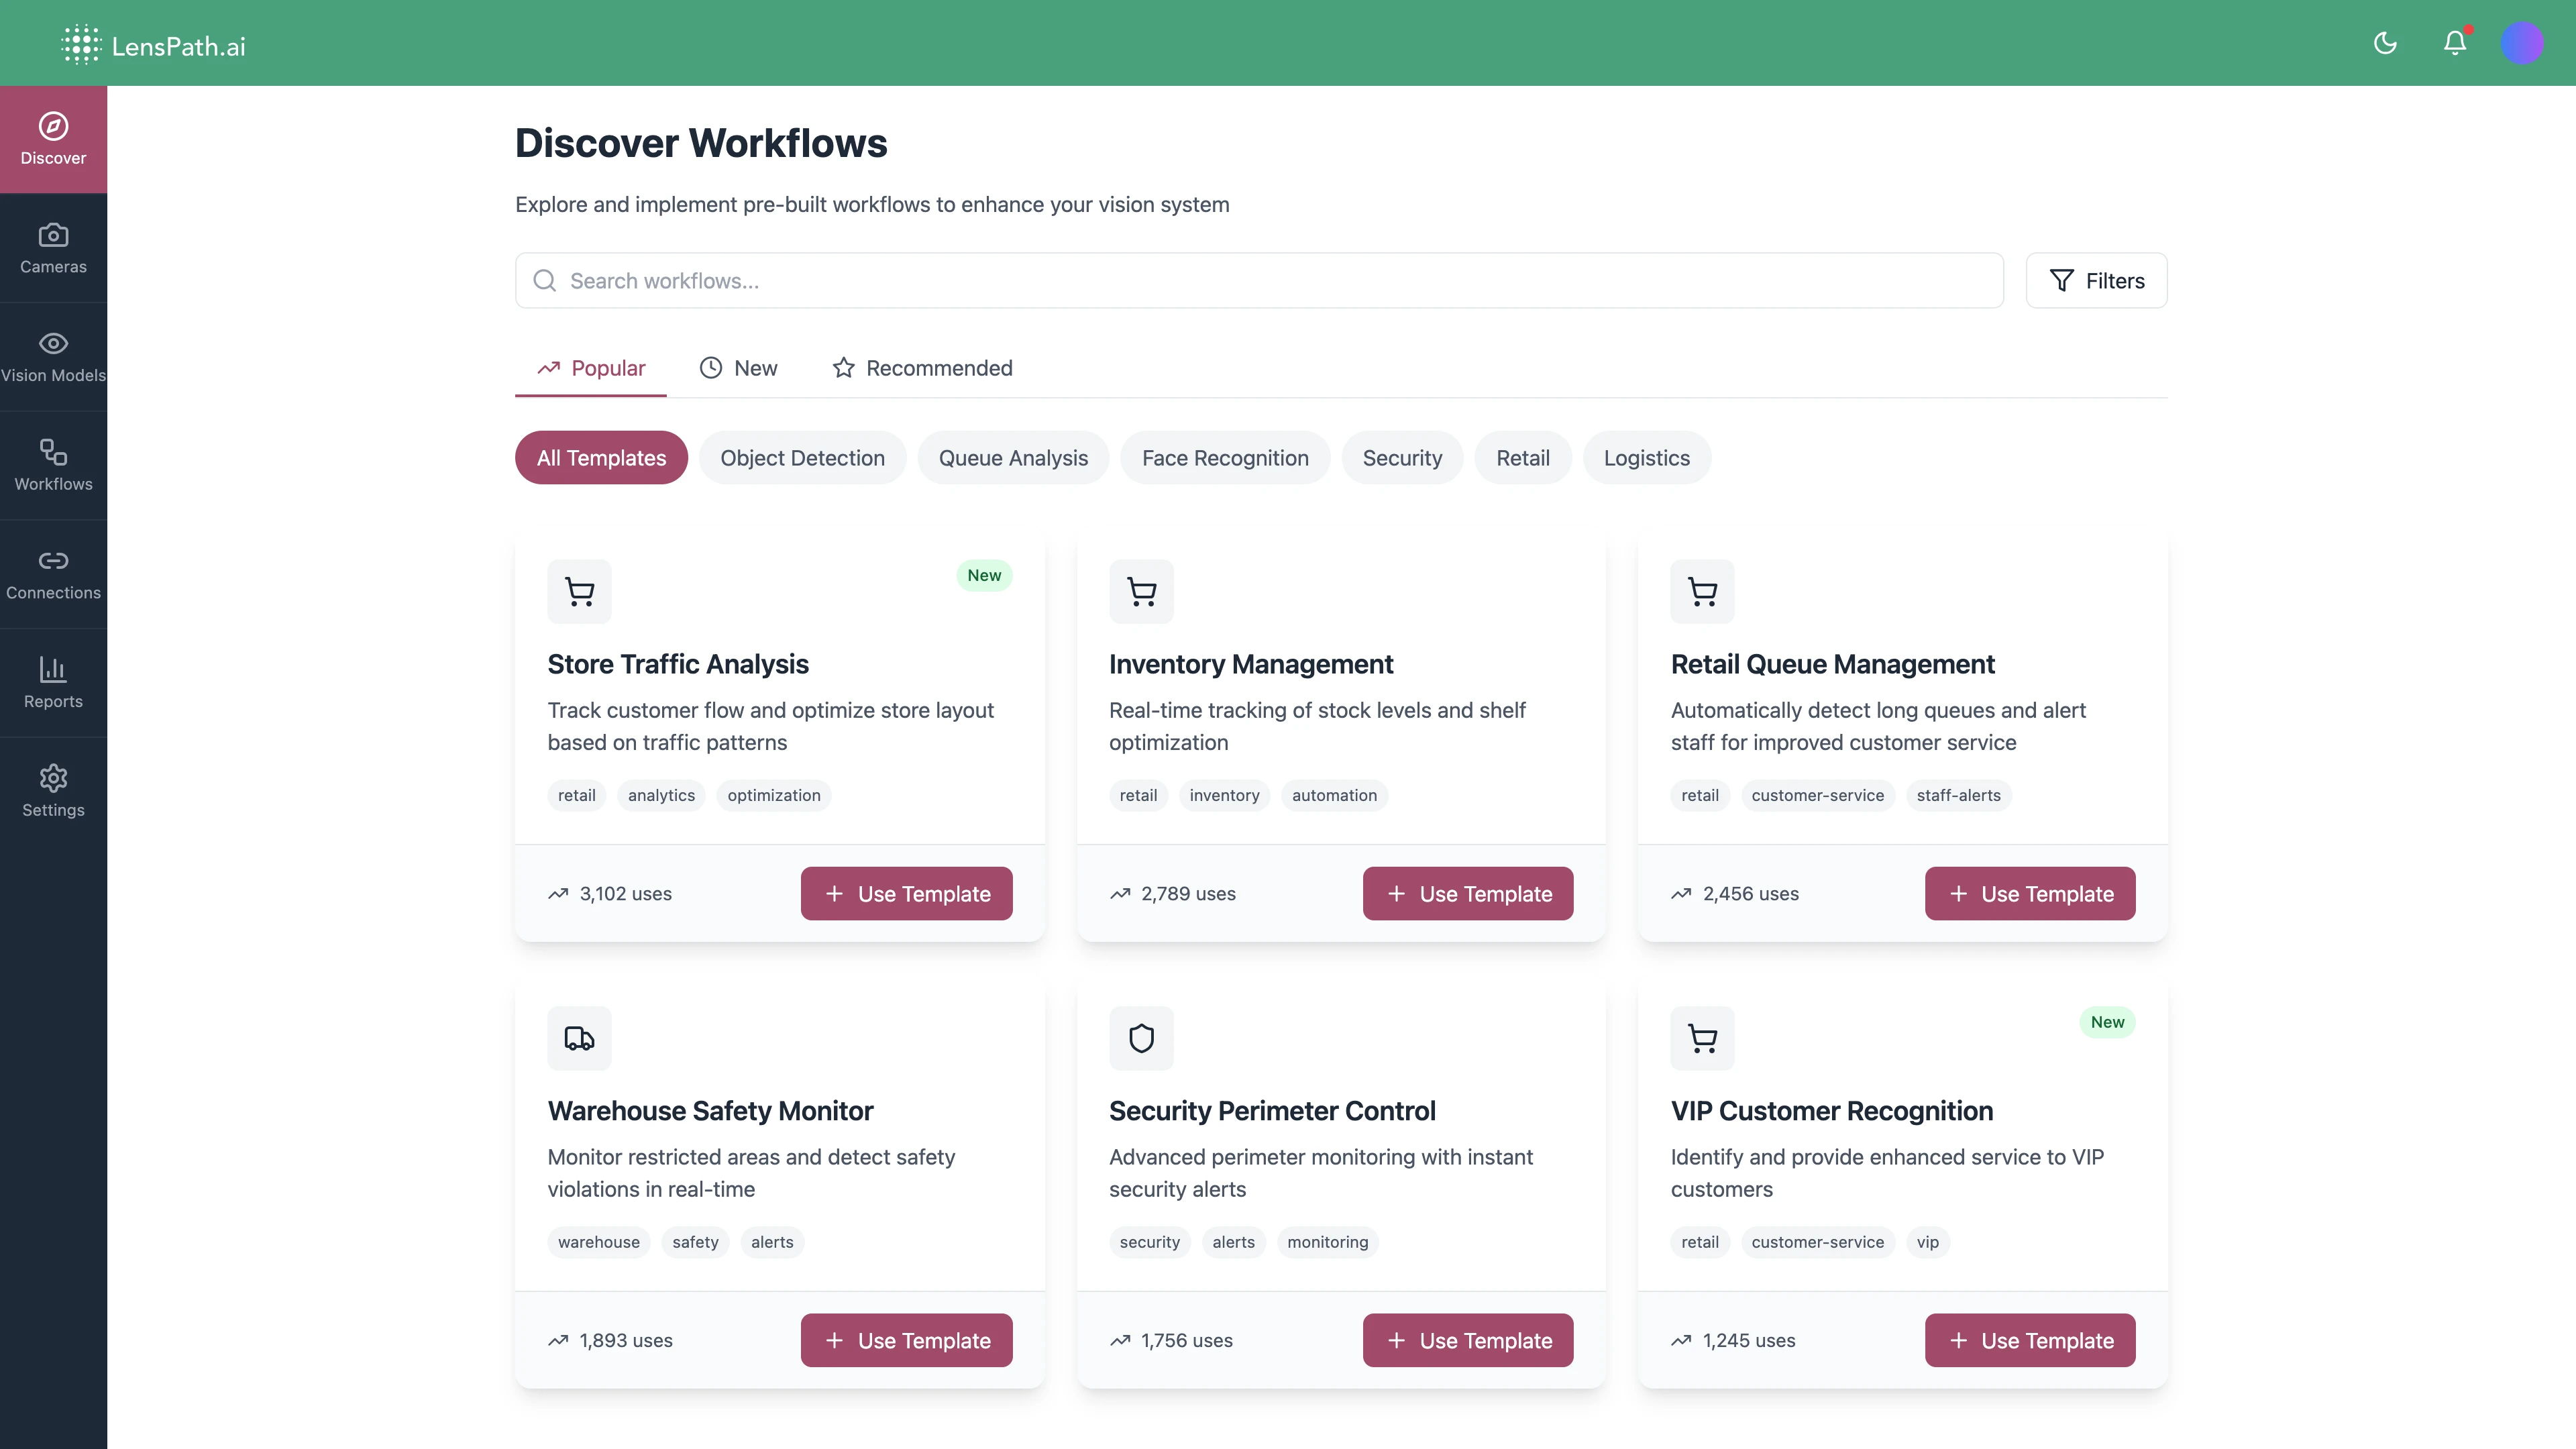 LensPath.ai
Discover
Cameras
Vision Models
Workflows
Connections
Reports
Settings
Discover Workflows
Explore and implement pre-built workflows to enhance your vision system
Search workflows...
Filters
Popular
New
Recommended
All Templates
Object Detection
Queue Analysis
Face Recognition
Security
Retail
Logistics
New
Store Traffic Analysis
Track customer flow and optimize store layout
based on traffic patterns
retail
analytics
optimization
3,102 uses
Use Template
Inventory Management
Real-time tracking of stock levels and shelf
optimization
retail
inventory
automation
2,789 uses
Use Template
Retail Queue Management
Automatically detect long queues and alert
staff for improved customer service
retail
customer-service
staff-alerts
2,456 uses
Use Template
Warehouse Safety Monitor
Monitor restricted areas and detect safety
violations in real-time
warehouse
safety
alerts
1,893 uses
Use Template
Security Perimeter Control
Advanced perimeter monitoring with instant
security alerts
security
alerts
monitoring
1,756 uses
Use Template
New
VIP Customer Recognition
Identify and provide enhanced service to VIP
customers
retail
customer-service
vip
1,245 uses
Use Template